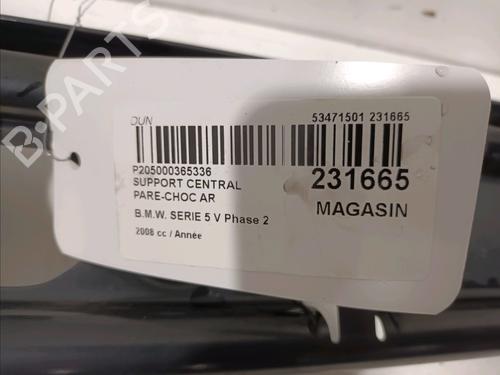 DUN
53471501 231665
P205000365336
SUPPORT CENTRAL
PARE-CHOC AR
231665
B.M.W. SERIE 5 V Phase 2
MAGASIN
2008 cc / Année
B-PARTS